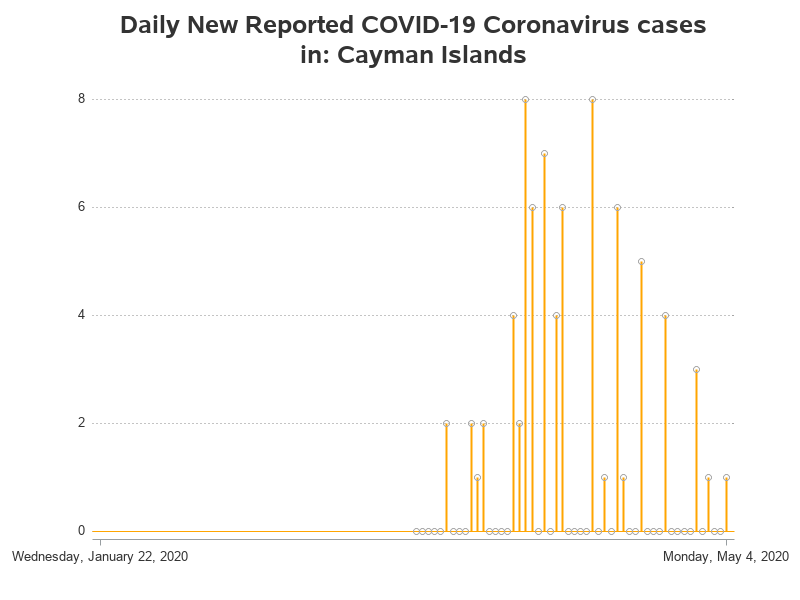 Daily New Reported COVID-19 Coronavirus cases
in: Cayman Islands
8
6
4
2
0
Wednesday, January 22, 2020
Monday, May 4, 2020